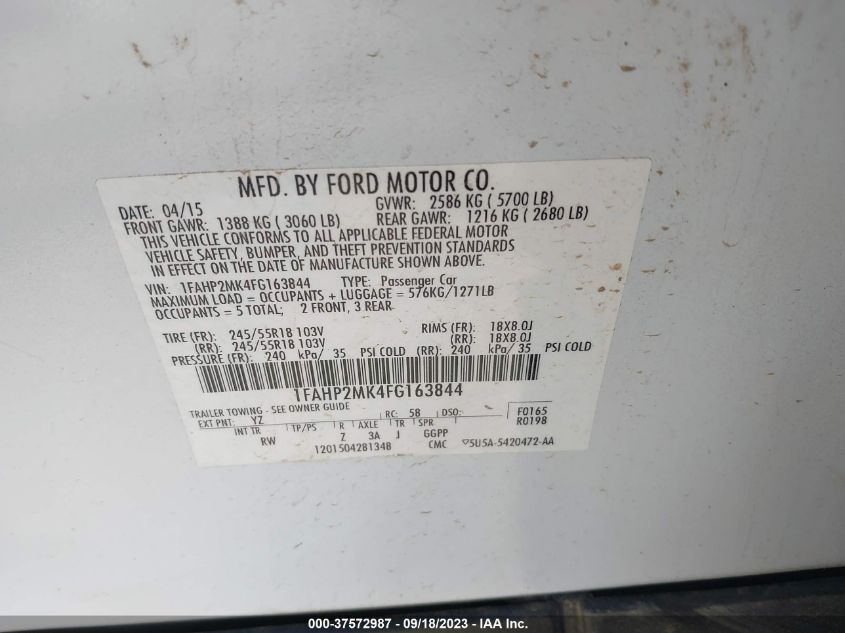 MFD. BY FORD MOTOR CO.
DATE: 04/15 GVWR: 2586 KG ( 5700 LB)
FRONT GAWR: 1388 KG ( 3060 LB) REAR GAWR: 1216 KG ( 2680 LB)
THIS VEHICLE CONFORMS TO ALL APPLICABLE FEDERAL MOTOR
VEHICLE SAFETY, BUMPER, AND THEFT PREVENTION STANDARDS
IN EFFECT ON THE DATE OF MANUFACTURE SHOWN ABOVE.
VIN: 1FAHP2MK4FG163844 TYPE: Passenger Car
MAXIMUM LOAD = OCCUPANTS + LUGGAGE = 576KG/1271LB
OCCUPANTS = 5 TOTAL; 2 FRONT, 3 REAR
TIRE (FR): 245/55R18 103V RIMS (FR): 18X8.0J
(RR): 245/55R18 103V (RR): 18X8.0J
PRESSURE (FR): 240 kPa/ 35 PSI COLD (RR): 240 kPa/ 35 PSI COLD
1FAHP2MK4FG163844
TRAILER TOWING - SEE OWNER GUIDE
EXT PNT: YZ RC: 58 DSO: F0165
INT TR TP/PS R AXLE TR SPR R0198
RW Z 3A J GGPP
1201504281348 CMC ▽5U5A-5420472-AA
000-37572987 - 09/18/2023 - IAA Inc.